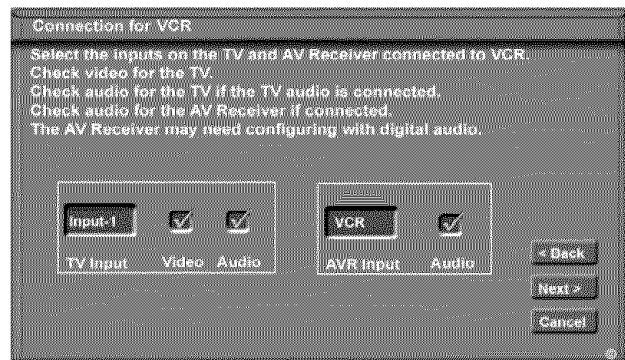 Connection for VCR
Select the inputs on the TV and AV Receiver connected to VCR.
Check video for the TV.
Check audio for the TV if the TV audio is connected.
Check audio for the AV Receiver if connected.
The AV Receiver may need configuring with digital audio.
Input-1
VCR
TV Input Video Audio
AVR Input Audio
< Back
Next >
Cancel
©